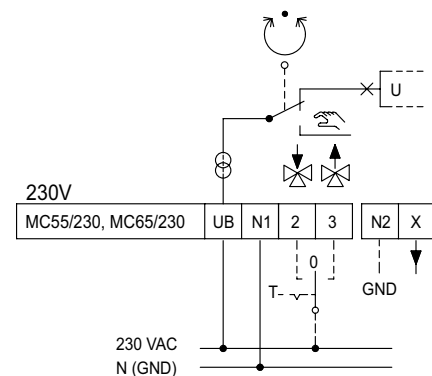 U
230V
MC55/230, MC65/230 UB N1 2 3 N2 X
0
T
GND
230 VAC
N (GND)